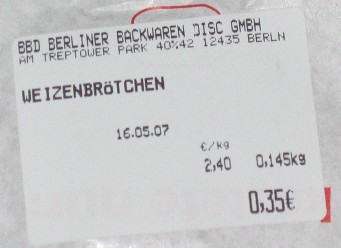 BBD BERLINER BACKWAREN DISC GMBH
AM TREPTOWER PARK 40%42 12435 BERLN
WEIZENBRÖTCHEN
16.05.07
€/kg
2,40 0,145kg
0,35€